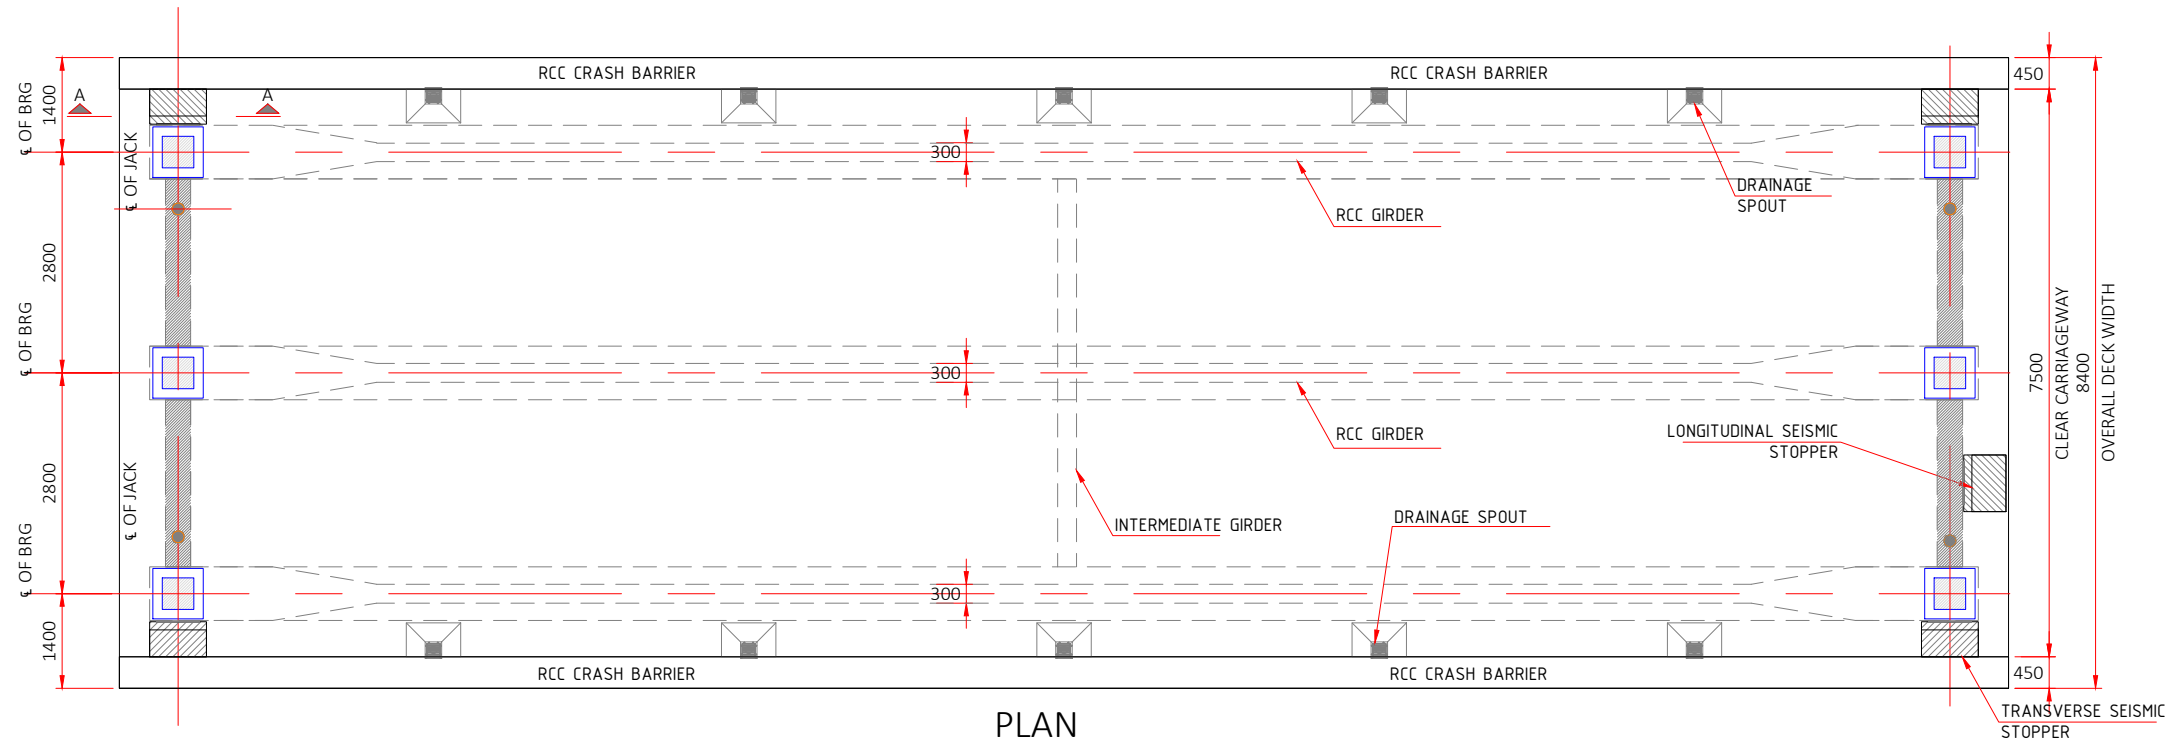 RCC CRASH BARRIER
RCC CRASH BARRIER
450
A
A
℄ OF BRG
1400
℄ OF JACK
300
DRAINAGE
SPOUT
RCC GIRDER
2800
℄ OF BRG
300
RCC GIRDER
LONGITUDINAL SEISMIC
STOPPER
7500
CLEAR CARRIAGEWAY
8400
OVERALL DECK WIDTH
2800
℄ OF JACK
INTERMEDIATE GIRDER
DRAINAGE SPOUT
℄ OF BRG
300
1400
RCC CRASH BARRIER
RCC CRASH BARRIER
450
TRANSVERSE SEISMIC
STOPPER
PLAN